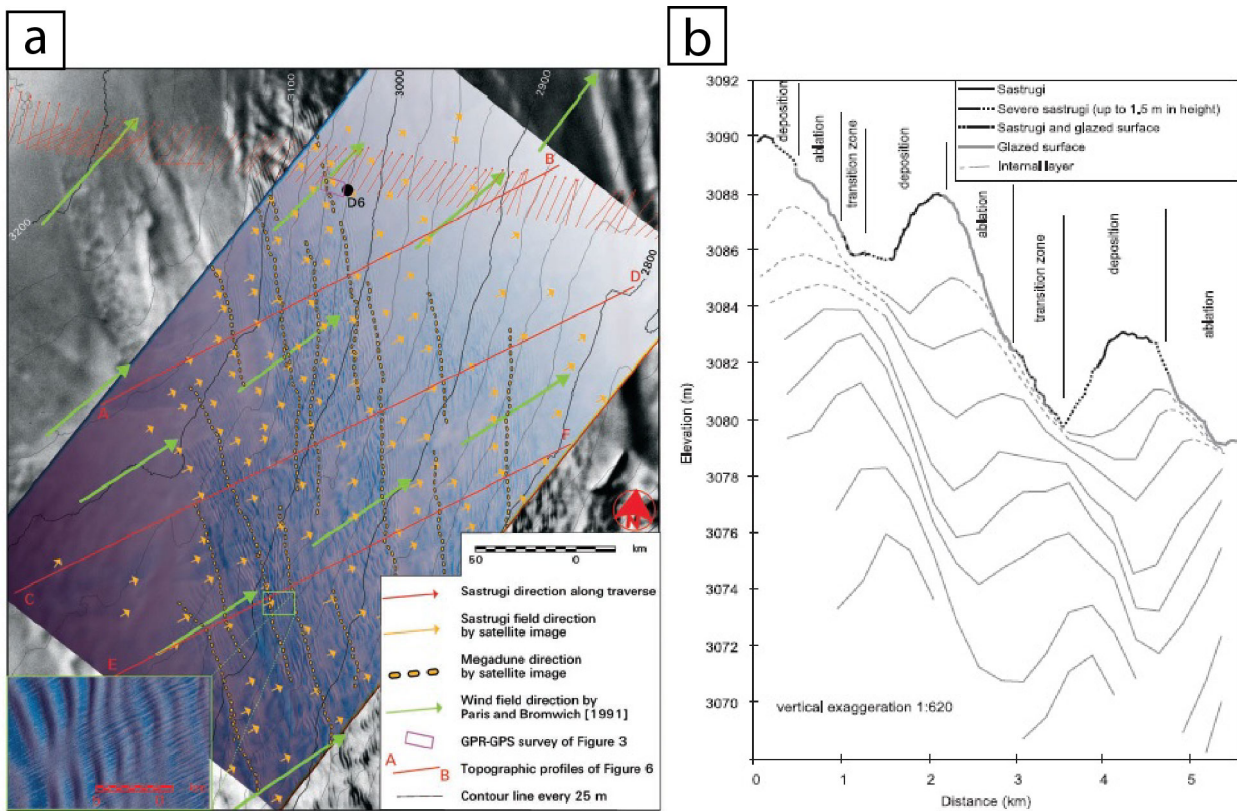 a
3100
3000
2900
B
D6
3200
D
2800
A
F
N
C
E
km
50
0
Sastrugi direction along traverse
Sastrugi field direction
by satellite image
Megadune direction
by satellite image
Wind field direction by
Paris and Bromwich [1991]
GPR-GPS survey of Figure 3
A
B
Topographic profiles of Figure 6
Contour line every 25 m
b
3092
3090
3088
3086
3084
3082
3080
3078
3076
3074
3072
3070
Elevation (m)
deposition
ablation
transition zone
deposition
ablation
transition zone
deposition
ablation
Sastrugi
Severe sastrugi (up to 1.5 m in height)
Sastrugi and glazed surface
Glazed surface
Internal layer
vertical exaggeration 1:620
0
1
2
3
4
5
Distance (km)